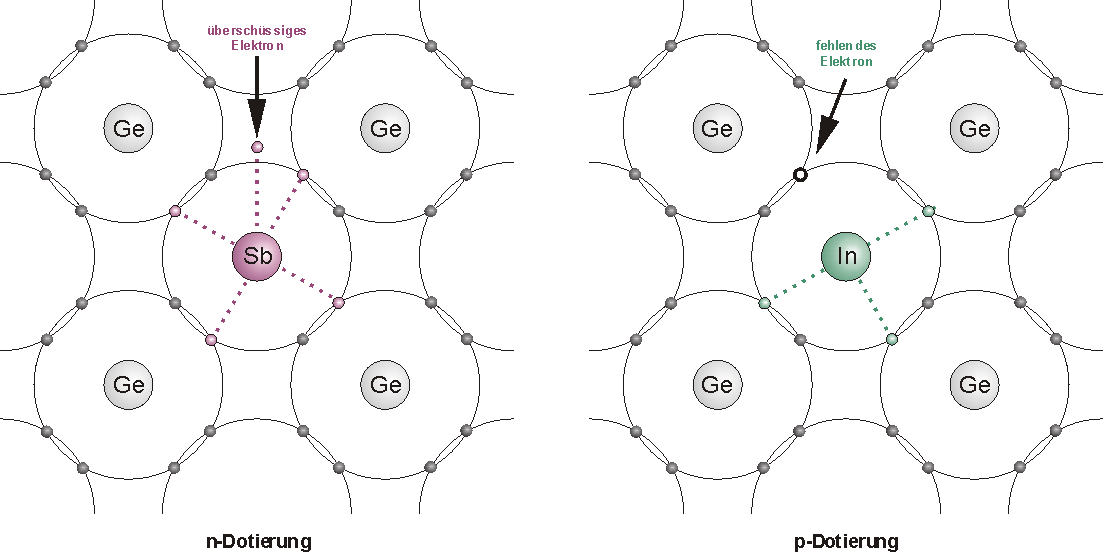 überschüssiges
Elektron
Ge
Ge
Sb
Ge
Ge
n-Dotierung
fehlendes
Elektron
Ge
Ge
In
Ge
Ge
p-Dotierung